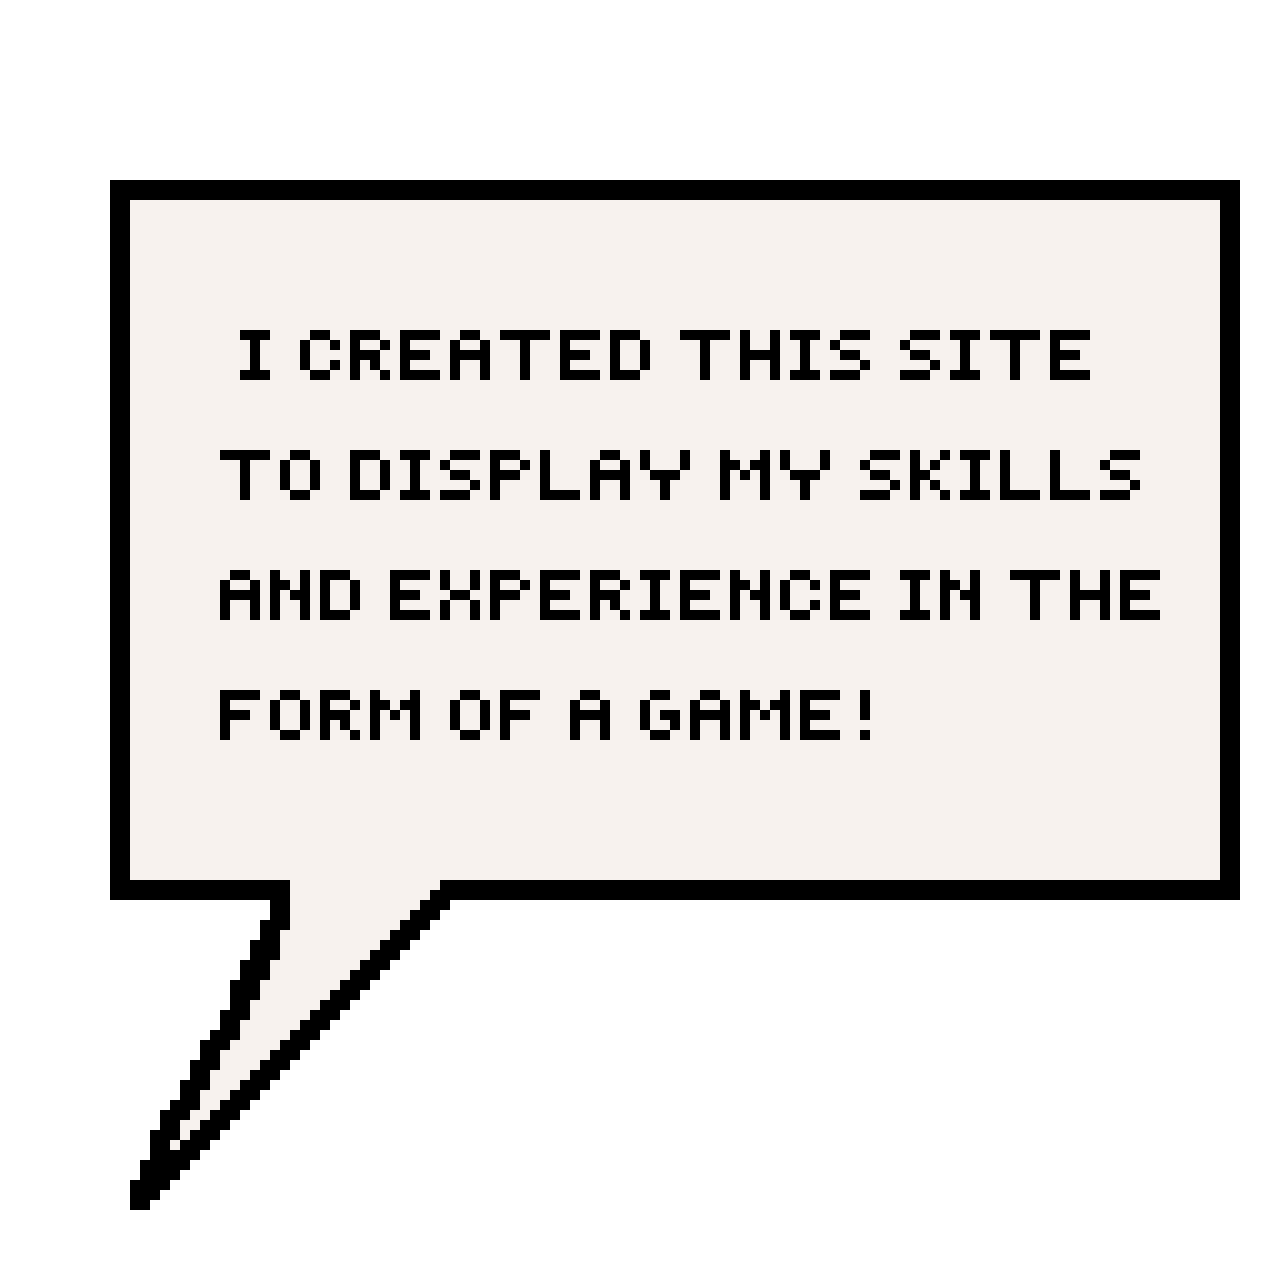 I CREATED THIS SITE
TO DISPLAY MY SKILLS
AND EXPERIENCE IN THE
FORM OF A GAME!